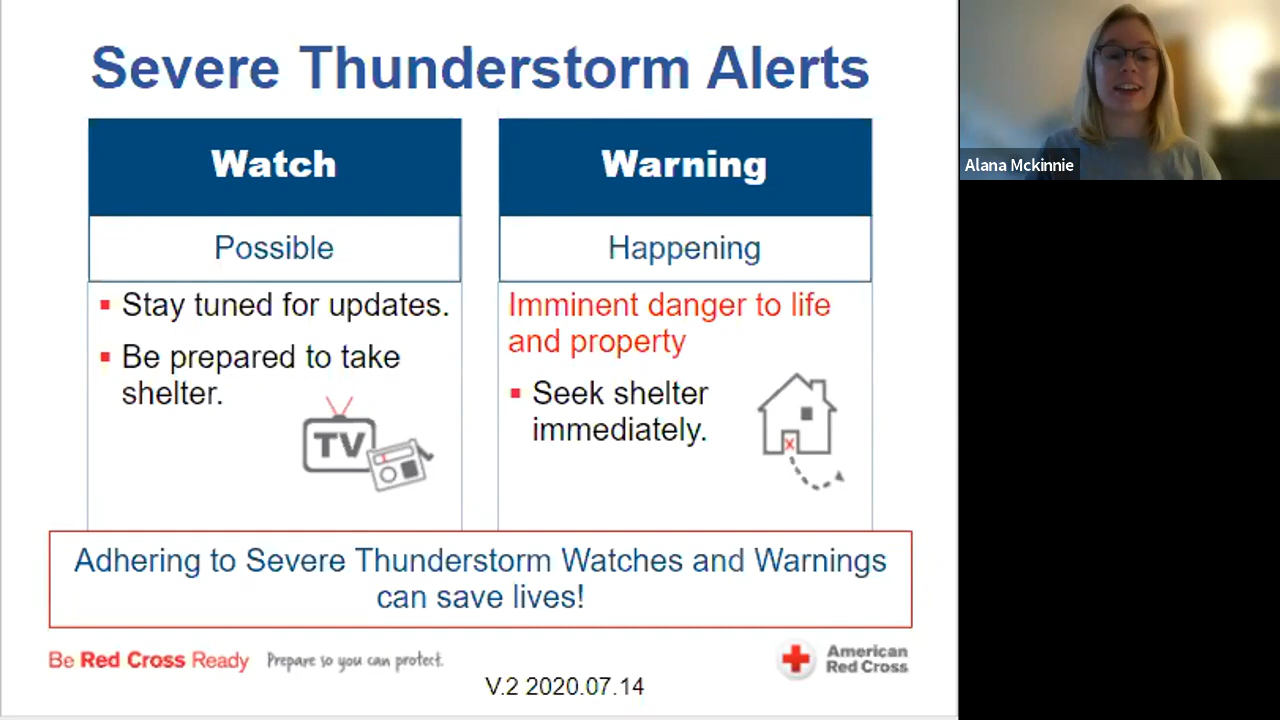 Severe Thunderstorm Alerts
Watch
Possible
Stay tuned for updates.
Be prepared to take
shelter.
TV
Warning
Happening
Imminent danger to life
and property
Seek shelter
immediately.
Adhering to Severe Thunderstorm Watches and Warnings
can save lives!
Be Red Cross Ready Prepare so you can protect.
American
Red Cross
V.2 2020.07.14
Alana Mckinnie